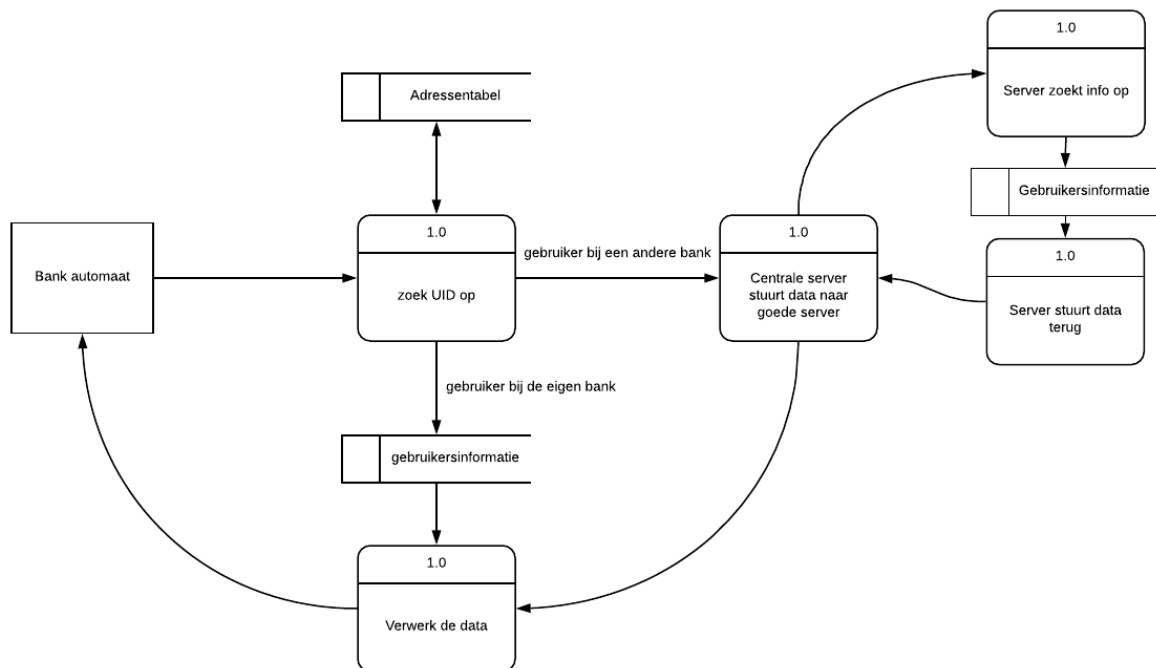 1.0
Server zoekt info op
Adressentabel
Gebruikersinformatie
1.0
zoek UID op
gebruiker bij een andere bank
1.0
Centrale server
stuurt data naar
goede server
1.0
Server stuurt data
terug
Bank automaat
gebruiker bij de eigen bank
gebruikersinformatie
1.0
Verwerk de data